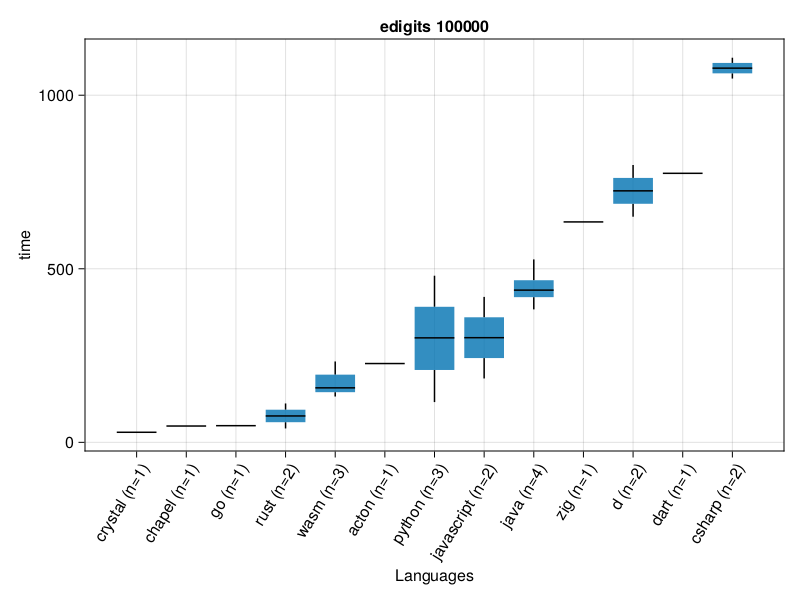 edigits 100000
time
1000
500
0
crystal (n=1)
chapel (n=1)
go (n=1)
rust (n=2)
wasm (n=3)
acton (n=1)
python (n=3)
javascript (n=2)
java (n=4)
zig (n=1)
d (n=2)
dart (n=1)
csharp (n=2)
Languages